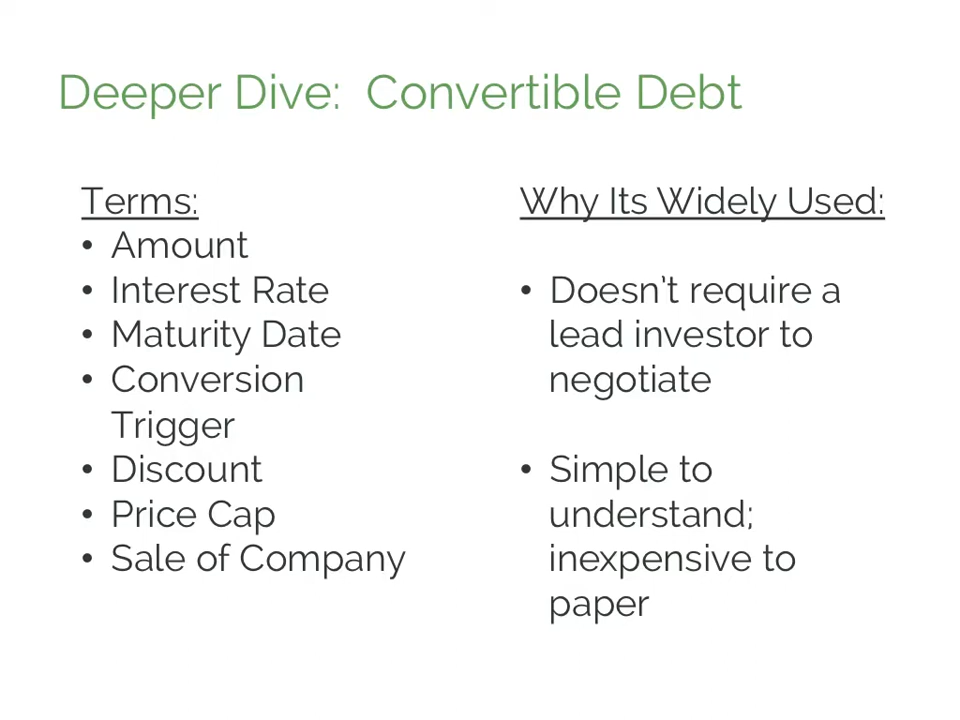 Deeper Dive:  Convertible Debt
Terms:
• Amount
• Interest Rate
• Maturity Date
• Conversion
Trigger
• Discount
• Price Cap
• Sale of Company
Why Its Widely Used:
• Doesn't require a
lead investor to
negotiate
• Simple to
understand;
inexpensive to
paper